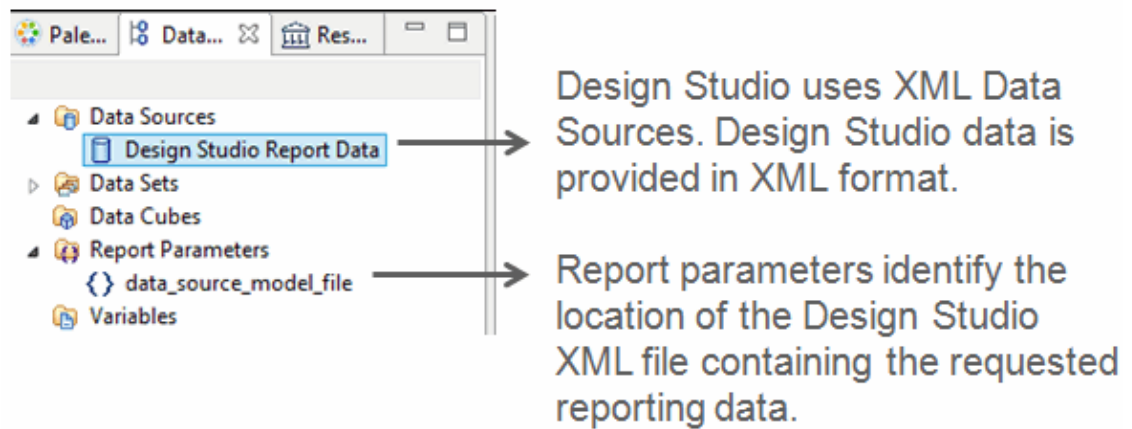 Pale... Data... Res...
Data Sources
Design Studio Report Data
Data Sets
Data Cubes
Report Parameters
{} data_source_model_file
Variables
Design Studio uses XML Data
Sources. Design Studio data is
provided in XML format.
Report parameters identify the
location of the Design Studio
XML file containing the requested
reporting data.